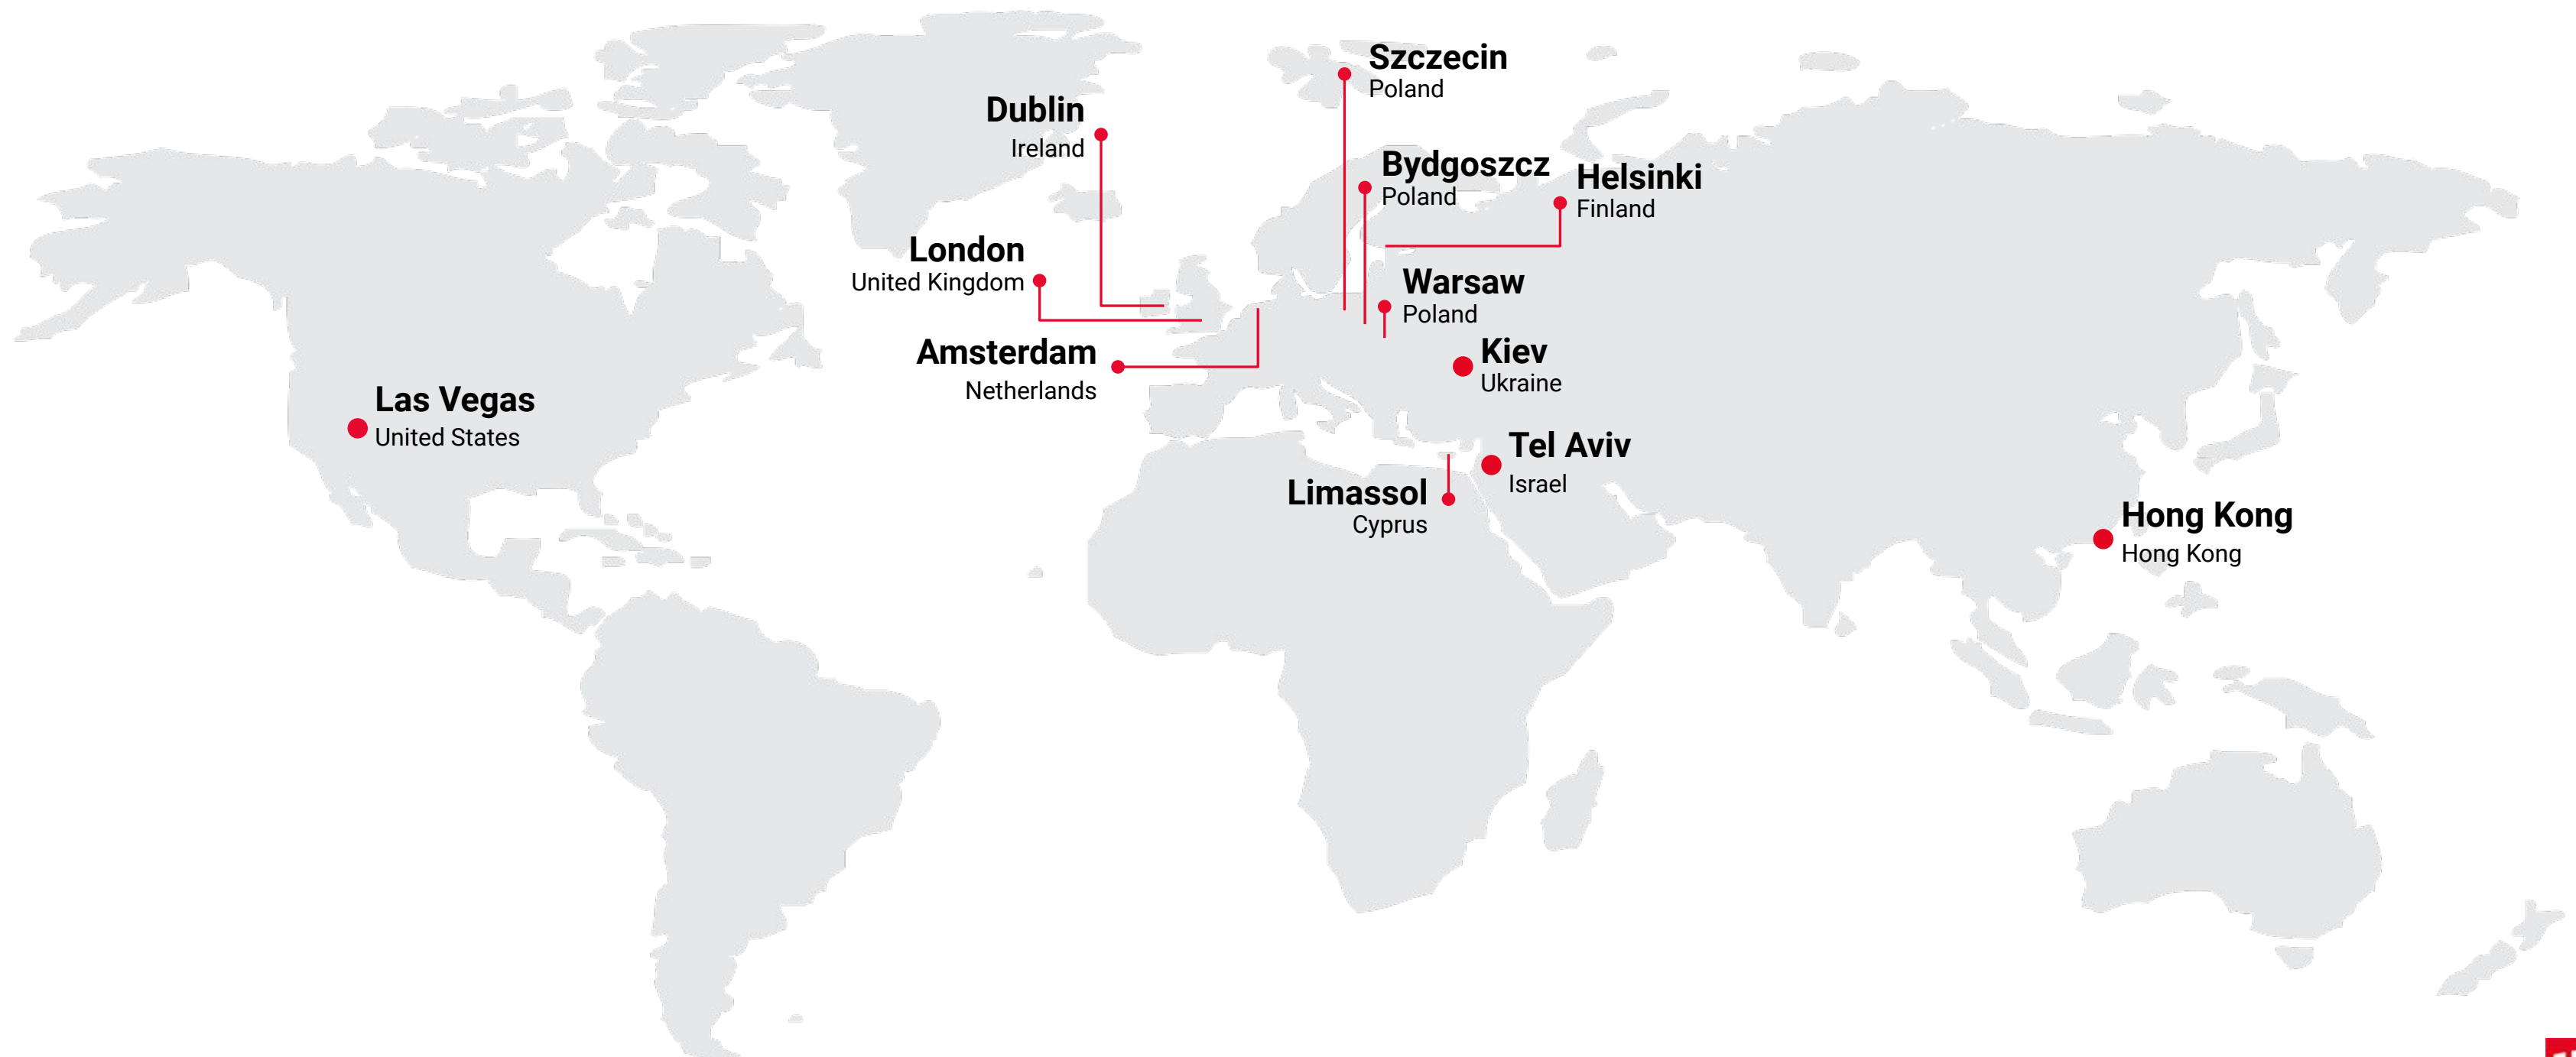 Szczecin
Poland
Dublin
Ireland
Bydgoszcz
Poland
Helsinki
Finland
London
United Kingdom
Warsaw
Poland
Amsterdam
Netherlands
Kiev
Ukraine
Las Vegas
United States
Tel Aviv
Israel
Limassol
Cyprus
Hong Kong
Hong Kong